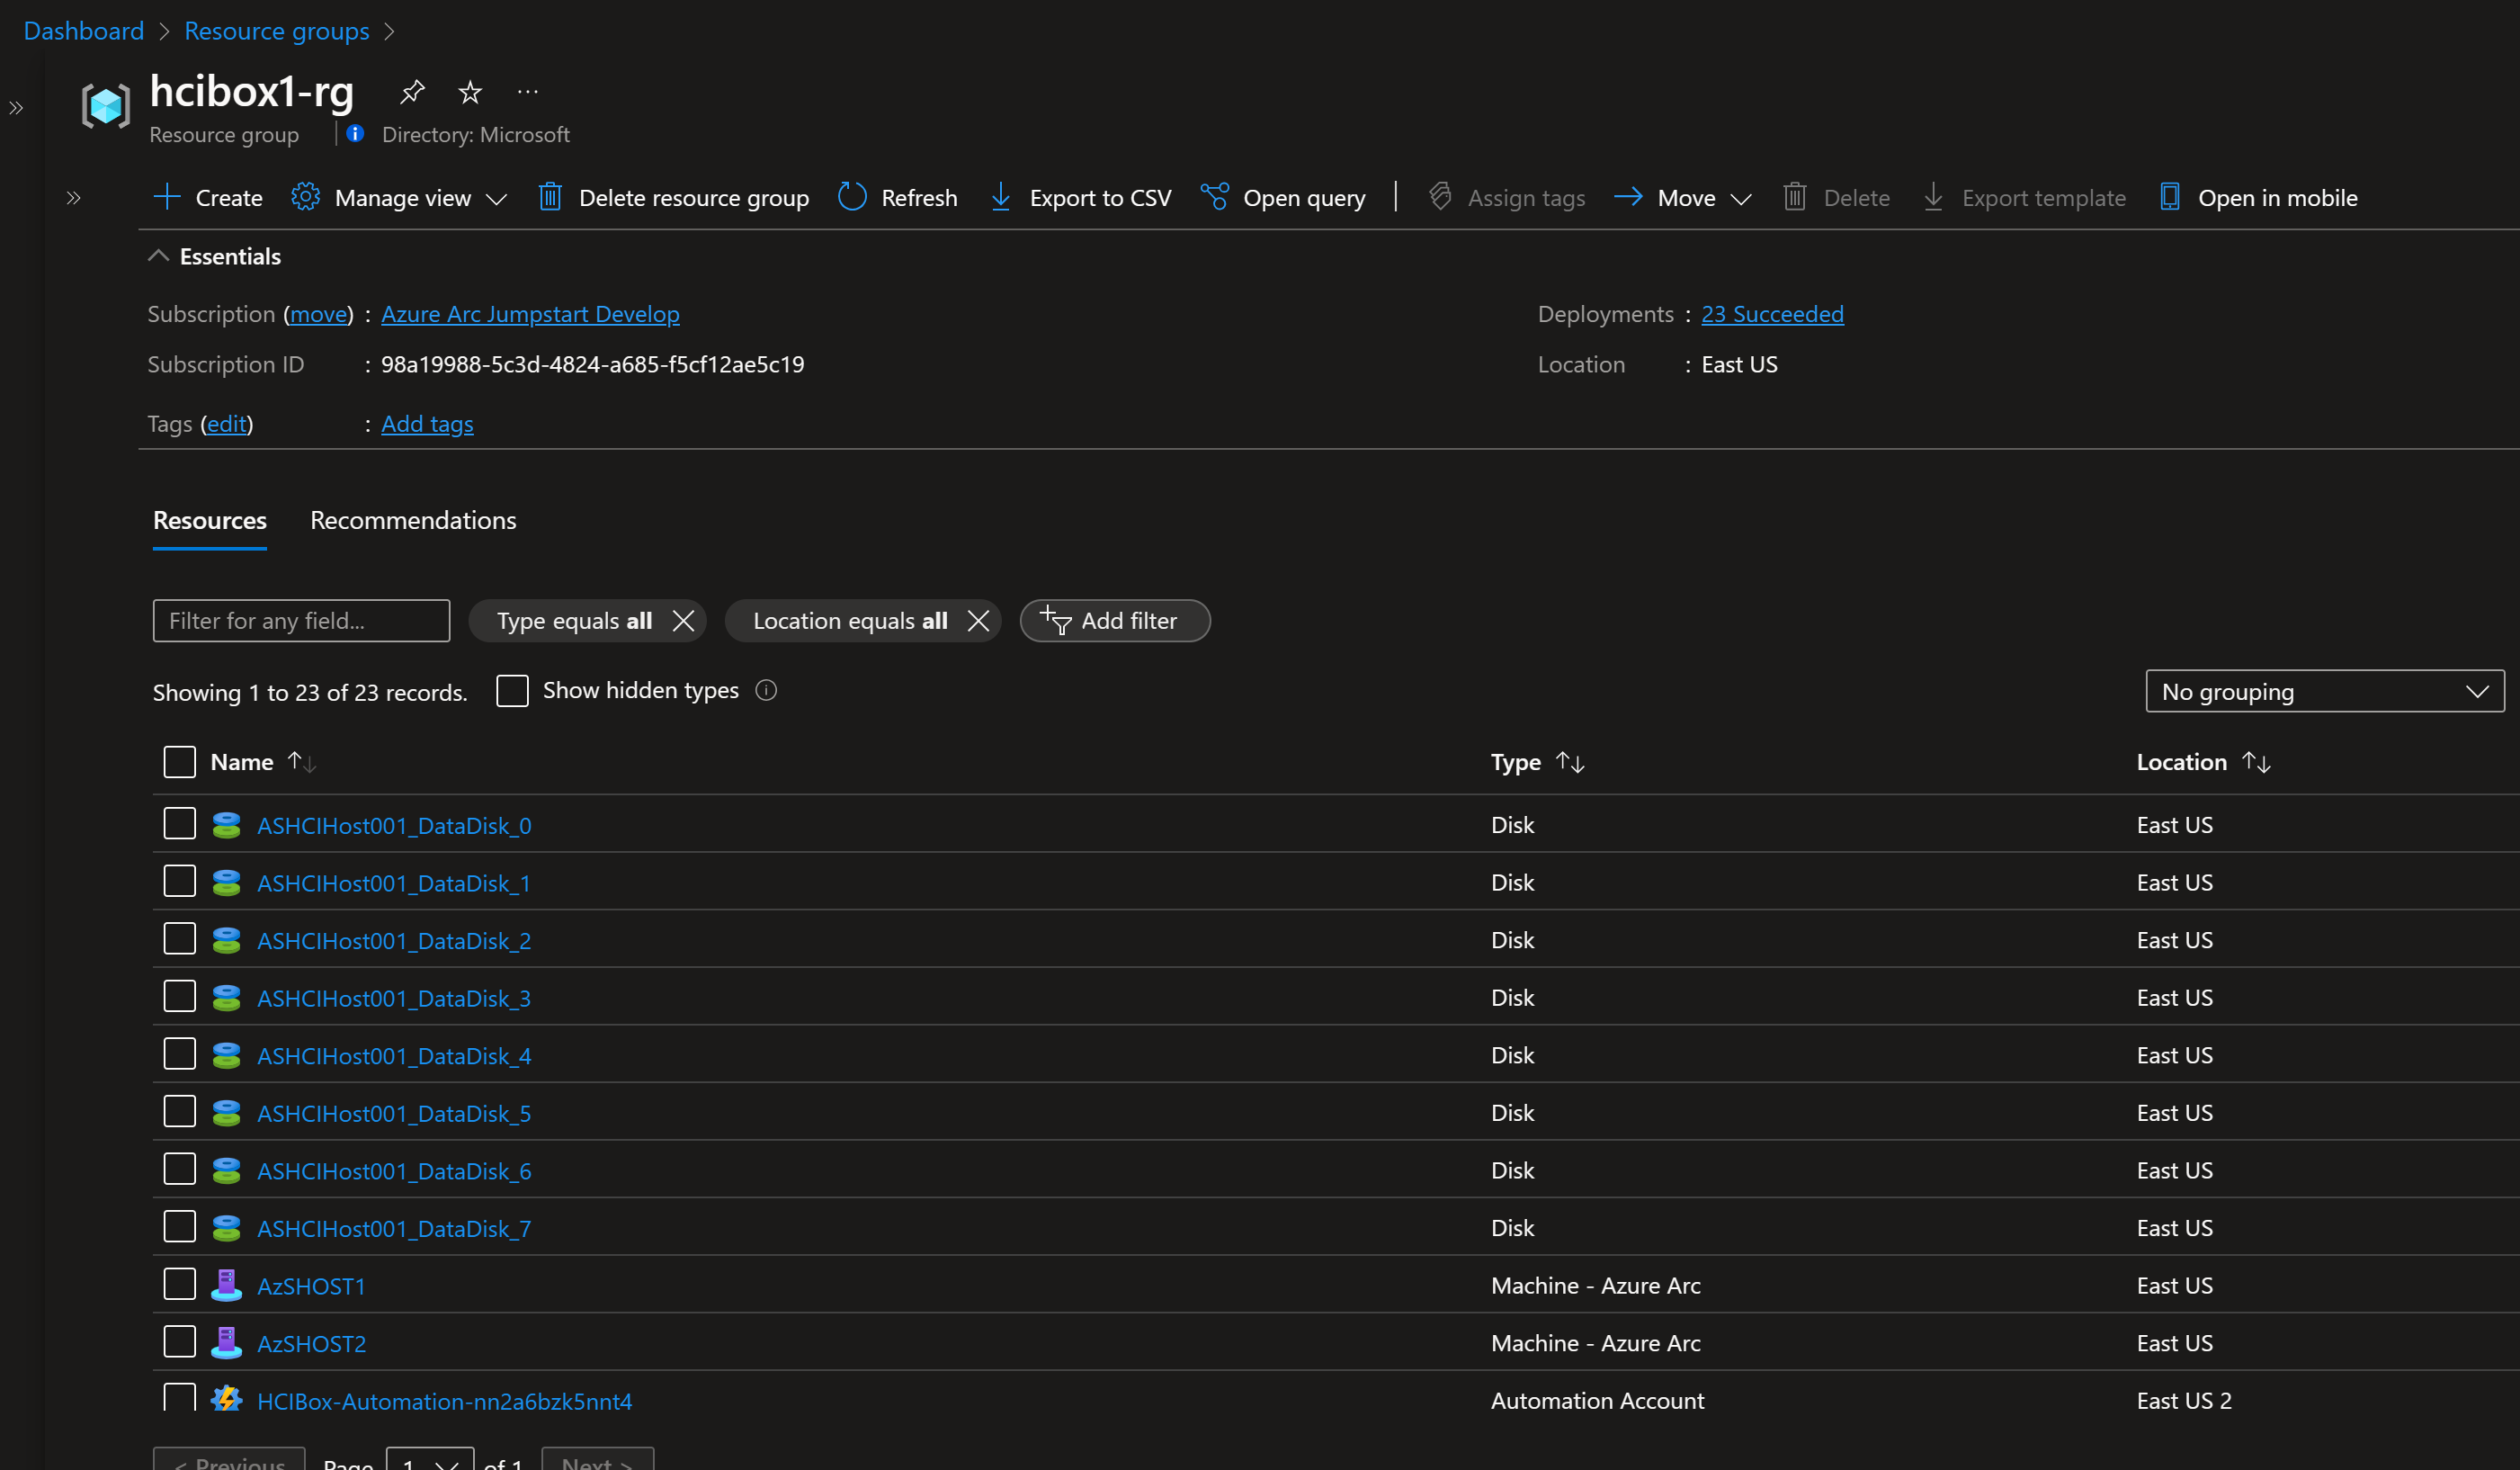 Dashboard > Resource groups >
hcibox1-rg
Resource group | Directory: Microsoft
Create Manage view Delete resource group Refresh Export to CSV Open query | Assign tags Move Delete Export template Open in mobile
Essentials
Subscription (move) : Azure Arc Jumpstart Develop Deployments : 23 Succeeded
Subscription ID : 98a19988-5c3d-4824-a685-f5cf12ae5c19 Location : East US
Tags (edit) : Add tags
Resources Recommendations
Filter for any field... Type equals all Location equals all Add filter
Showing 1 to 23 of 23 records. Show hidden types No grouping
Name Type Location
ASHCIHost001_DataDisk_0 Disk East US
ASHCIHost001_DataDisk_1 Disk East US
ASHCIHost001_DataDisk_2 Disk East US
ASHCIHost001_DataDisk_3 Disk East US
ASHCIHost001_DataDisk_4 Disk East US
ASHCIHost001_DataDisk_5 Disk East US
ASHCIHost001_DataDisk_6 Disk East US
ASHCIHost001_DataDisk_7 Disk East US
AzSHOST1 Machine - Azure Arc East US
AzSHOST2 Machine - Azure Arc East US
HCIBox-Automation-nn2a6bzk5nnt4 Automation Account East US 2
< Previous Page 1 of 1 Next >